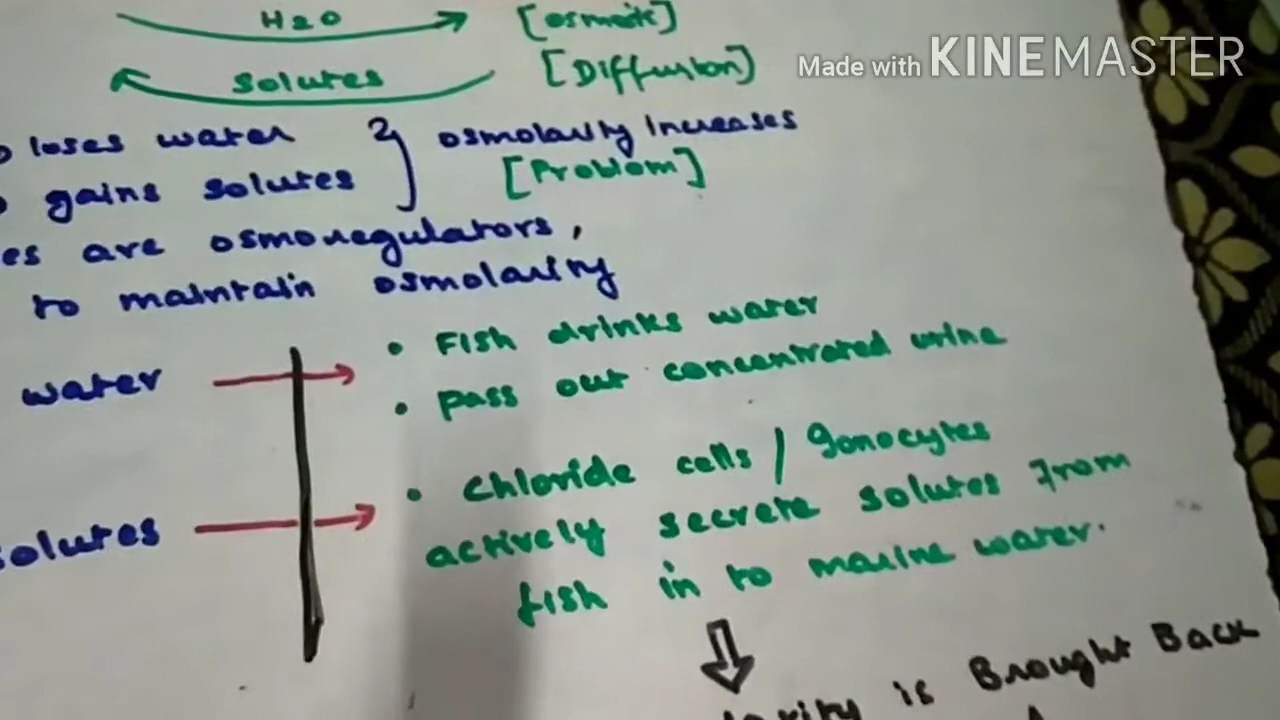 H2O [osmosis]
Made with KINEMASTER
solutes [Diffusion]
loses water } osmolarity Increases
gains solutes [Problem]
es are osmoregulators,
to maintain osmolarity
• Fish drinks water
water → • pass out concentrated urine
• chloride cells / Ionocytes
solutes → actively secrete solutes from
fish in to marine water.
larity is Brought Back